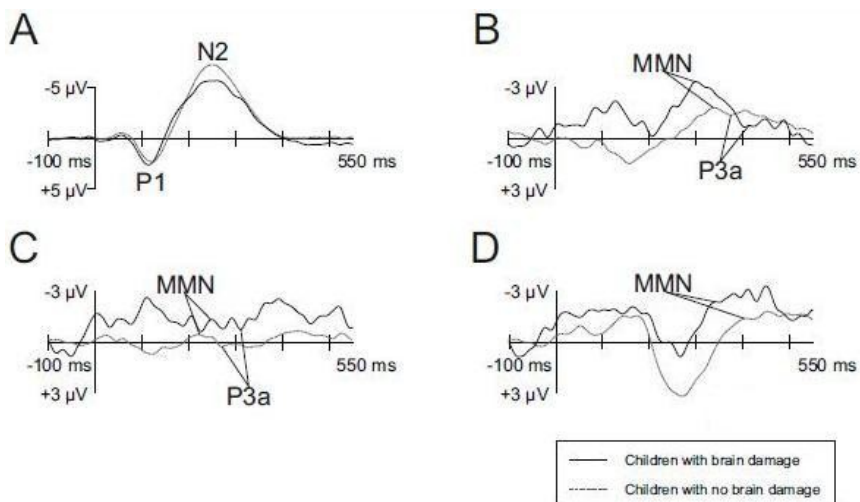 A
N2
-5 µV
-100 ms
550 ms
P1
+5 µV
B
MMN
-3 µV
-100 ms
550 ms
P3a
+3 µV
C
MMN
-3 µV
-100 ms
550 ms
P3a
+3 µV
D
MMN
-3 µV
-100 ms
550 ms
+3 µV
Children with brain damage
Children with no brain damage